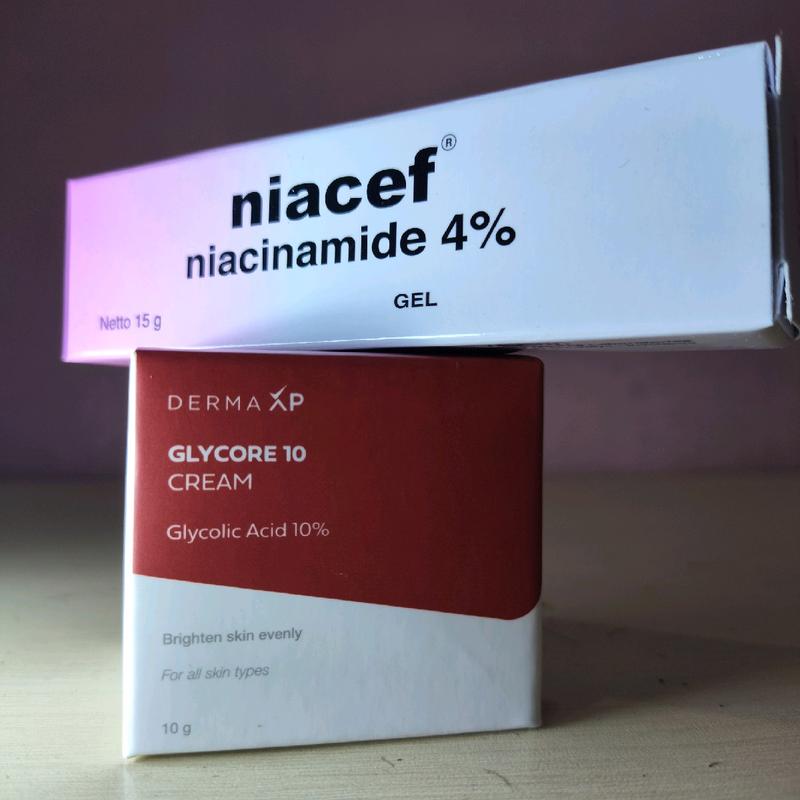 niacef®
niacinamide 4%
GEL
Netto 15 g
DERMA XP
GLYCORE 10
CREAM
Glycolic Acid 10%
Brighten skin evenly
For all skin types
10 g